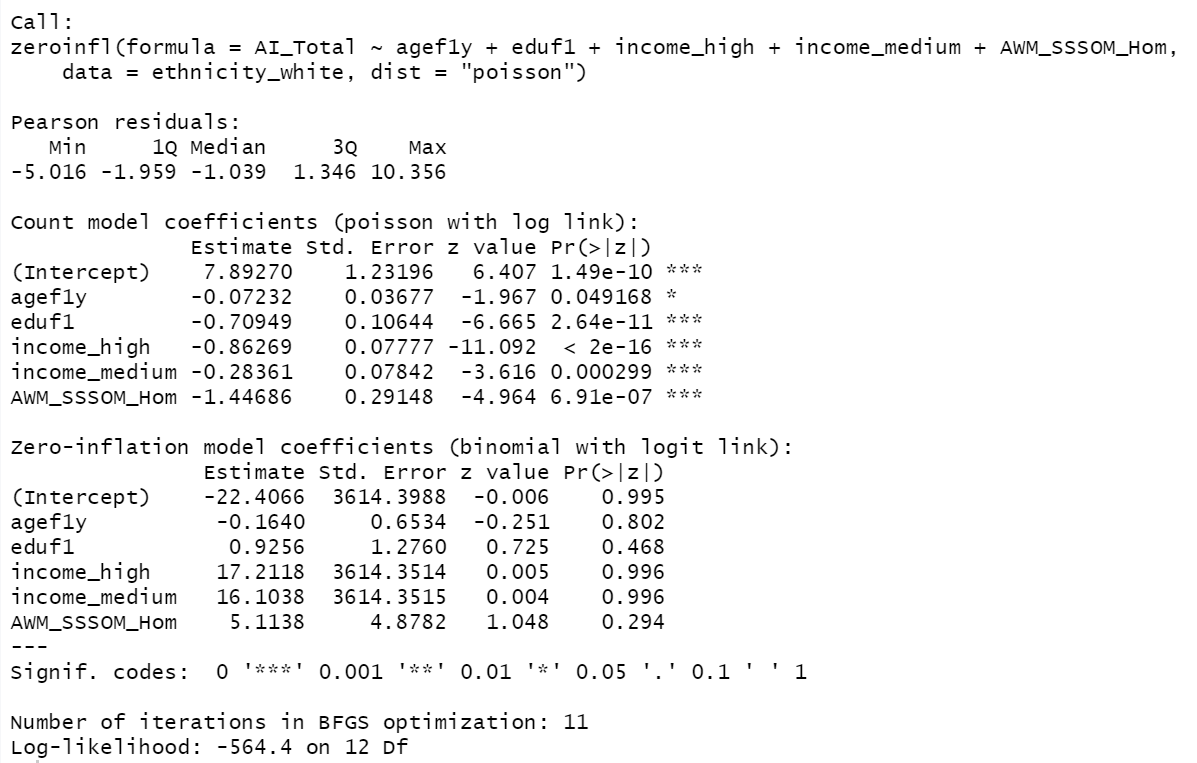 Call:
zeroinfl(formula = AI_Total ~ agef1y + eduf1 + income_high + income_medium + AWM_SSSOM_Hom,
    data = ethnicity_white, dist = "poisson")

Pearson residuals:
   Min     1Q Median     3Q    Max
-5.016 -1.959 -1.039  1.346 10.356

Count model coefficients (poisson with log link):
              Estimate Std. Error z value Pr(>|z|)
(Intercept)    7.89270    1.23196   6.407 1.49e-10 ***
agef1y        -0.07232    0.03677  -1.967 0.049168 *
eduf1         -0.70949    0.10644  -6.665 2.64e-11 ***
income_high   -0.86269    0.07777 -11.092  < 2e-16 ***
income_medium -0.28361    0.07842  -3.616 0.000299 ***
AWM_SSSOM_Hom -1.44686    0.29148  -4.964 6.91e-07 ***

Zero-inflation model coefficients (binomial with logit link):
               Estimate Std. Error z value Pr(>|z|)
(Intercept)    -22.4066  3614.3988  -0.006    0.995
agef1y          -0.1640     0.6534  -0.251    0.802
eduf1            0.9256     1.2760   0.725    0.468
income_high     17.2118  3614.3514   0.005    0.996
income_medium   16.1038  3614.3515   0.004    0.996
AWM_SSSOM_Hom    5.1138     4.8782   1.048    0.294
---
Signif. codes:  0 '***' 0.001 '**' 0.01 '*' 0.05 '.' 0.1 ' ' 1

Number of iterations in BFGS optimization: 11
Log-likelihood: -564.4 on 12 Df